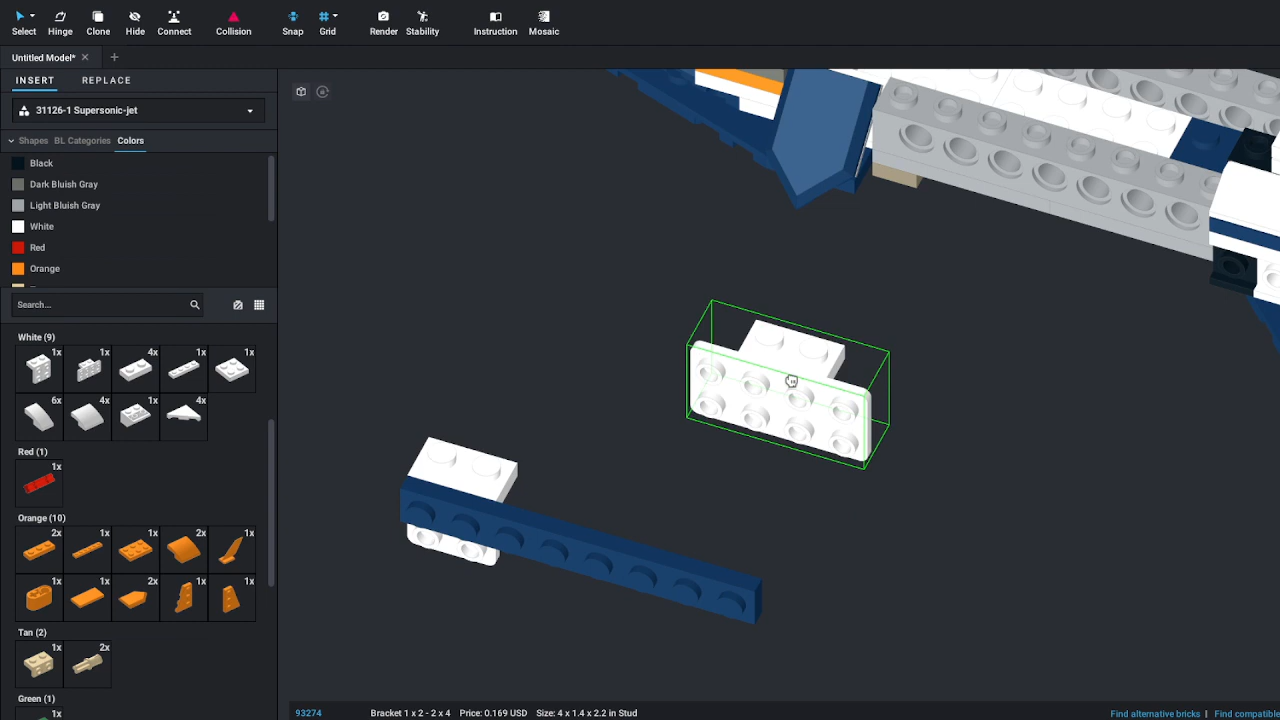 Select Hinge Clone Hide Connect Collision Snap Grid Render Stability Instruction Mosaic
Untitled Model*
INSERT REPLACE
31126-1 Supersonic-jet
Shapes BL Categories Colors
Black
Dark Bluish Gray
Light Bluish Gray
White
Red
Orange
Search...
White (9)
1x 1x 4x 1x 1x
6x 4x 1x 4x
Red (1)
1x
Orange (10)
2x 1x 1x 2x 1x
1x 1x 2x 1x 1x
Tan (2)
1x 2x
Green (1)
1x
93274 Bracket 1 x 2 - 2 x 4 Price: 0.169 USD Size: 4 x 1.4 x 2.2 in Stud Find alternative bricks | Find compatible